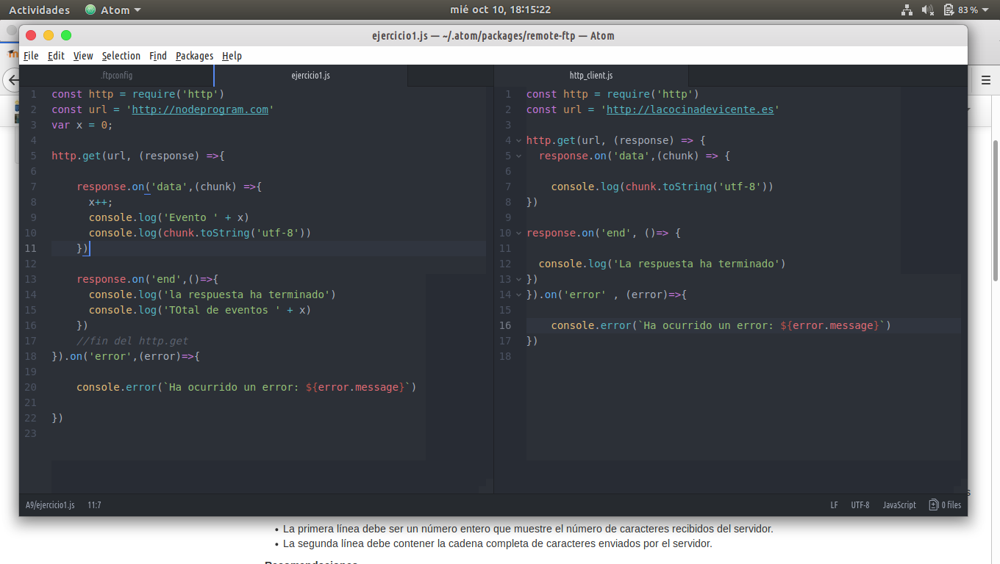 Actividades
Atom
mié oct 10, 18:15:22
83 %
ejercicio1.js — ~/.atom/packages/remote-ftp — Atom
File Edit View Selection Find Packages Help
.ftpconfig
ejercicio1.js
http_client.js
1 const http = require('http')
2 const url = 'http://nodeprogram.com'
3 var x = 0;
4
5 http.get(url, (response) =>{
6
7 response.on('data',(chunk) =>{
8 x++;
9 console.log('Evento ' + x)
10 console.log(chunk.toString('utf-8'))
11 })
12
13 response.on('end',()=>{
14 console.log('la respuesta ha terminado')
15 console.log('TOtal de eventos ' + x)
16 })
17 //fin del http.get
18 }).on('error',(error)=>{
19
20 console.error(`Ha ocurrido un error: ${error.message}`)
21
22 })
23
1 const http = require('http')
2 const url = 'http://lacocinadevicente.es'
3
4 http.get(url, (response) => {
5 response.on('data',(chunk) => {
6
7 console.log(chunk.toString('utf-8'))
8 })
9
10 response.on('end', ()=> {
11
12 console.log('La respuesta ha terminado')
13 })
14 }).on('error' , (error)=>{
15
16 console.error(`Ha ocurrido un error: ${error.message}`)
17 })
18
A9/ejercicio1.js 11:7
LF UTF-8 JavaScript 0 files
• La primera línea debe ser un número entero que muestre el número de caracteres recibidos del servidor.
• La segunda línea debe contener la cadena completa de caracteres enviados por el servidor.
Recomendaciones